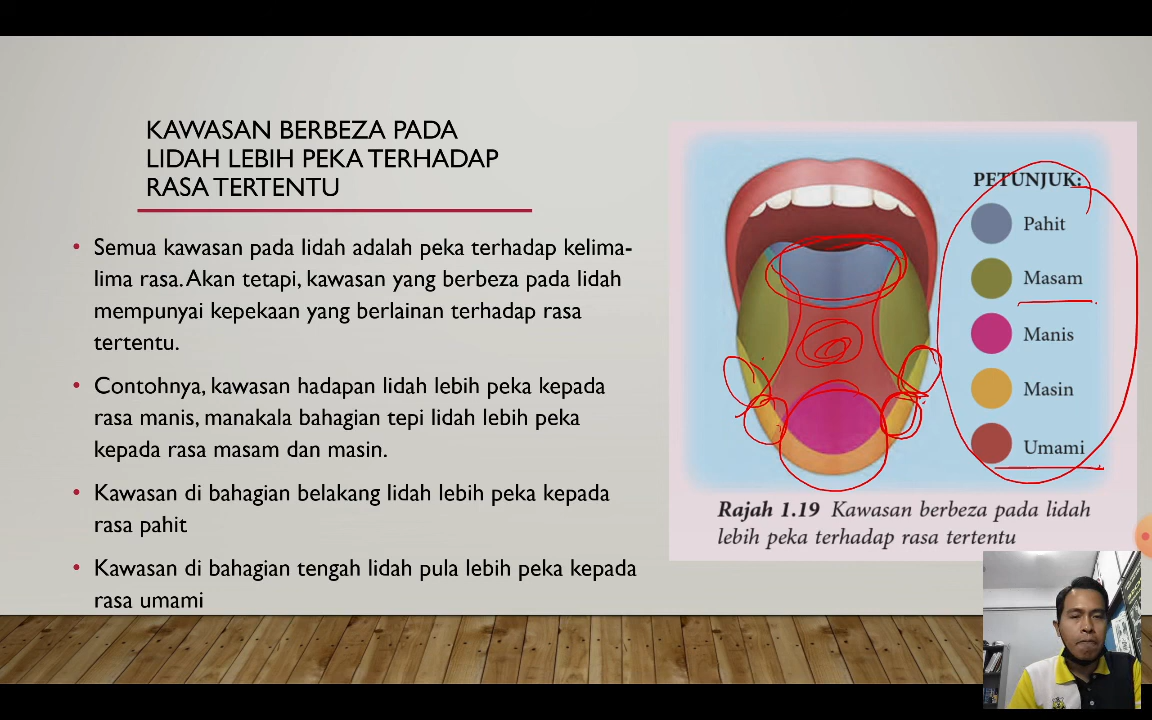 KAWASAN BERBEZA PADA
LIDAH LEBIH PEKA TERHADAP
RASA TERTENTU
• Semua kawasan pada lidah adalah peka terhadap kelima-
lima rasa. Akan tetapi, kawasan yang berbeza pada lidah
mempunyai kepekaan yang berlainan terhadap rasa
tertentu.
• Contohnya, kawasan hadapan lidah lebih peka kepada
rasa manis, manakala bahagian tepi lidah lebih peka
kepada rasa masam dan masin.
• Kawasan di bahagian belakang lidah lebih peka kepada
rasa pahit
• Kawasan di bahagian tengah lidah pula lebih peka kepada
rasa umami
PETUNJUK:
Pahit
Masam
Manis
Masin
Umami
Rajah 1.19 Kawasan berbeza pada lidah
lebih peka terhadap rasa tertentu